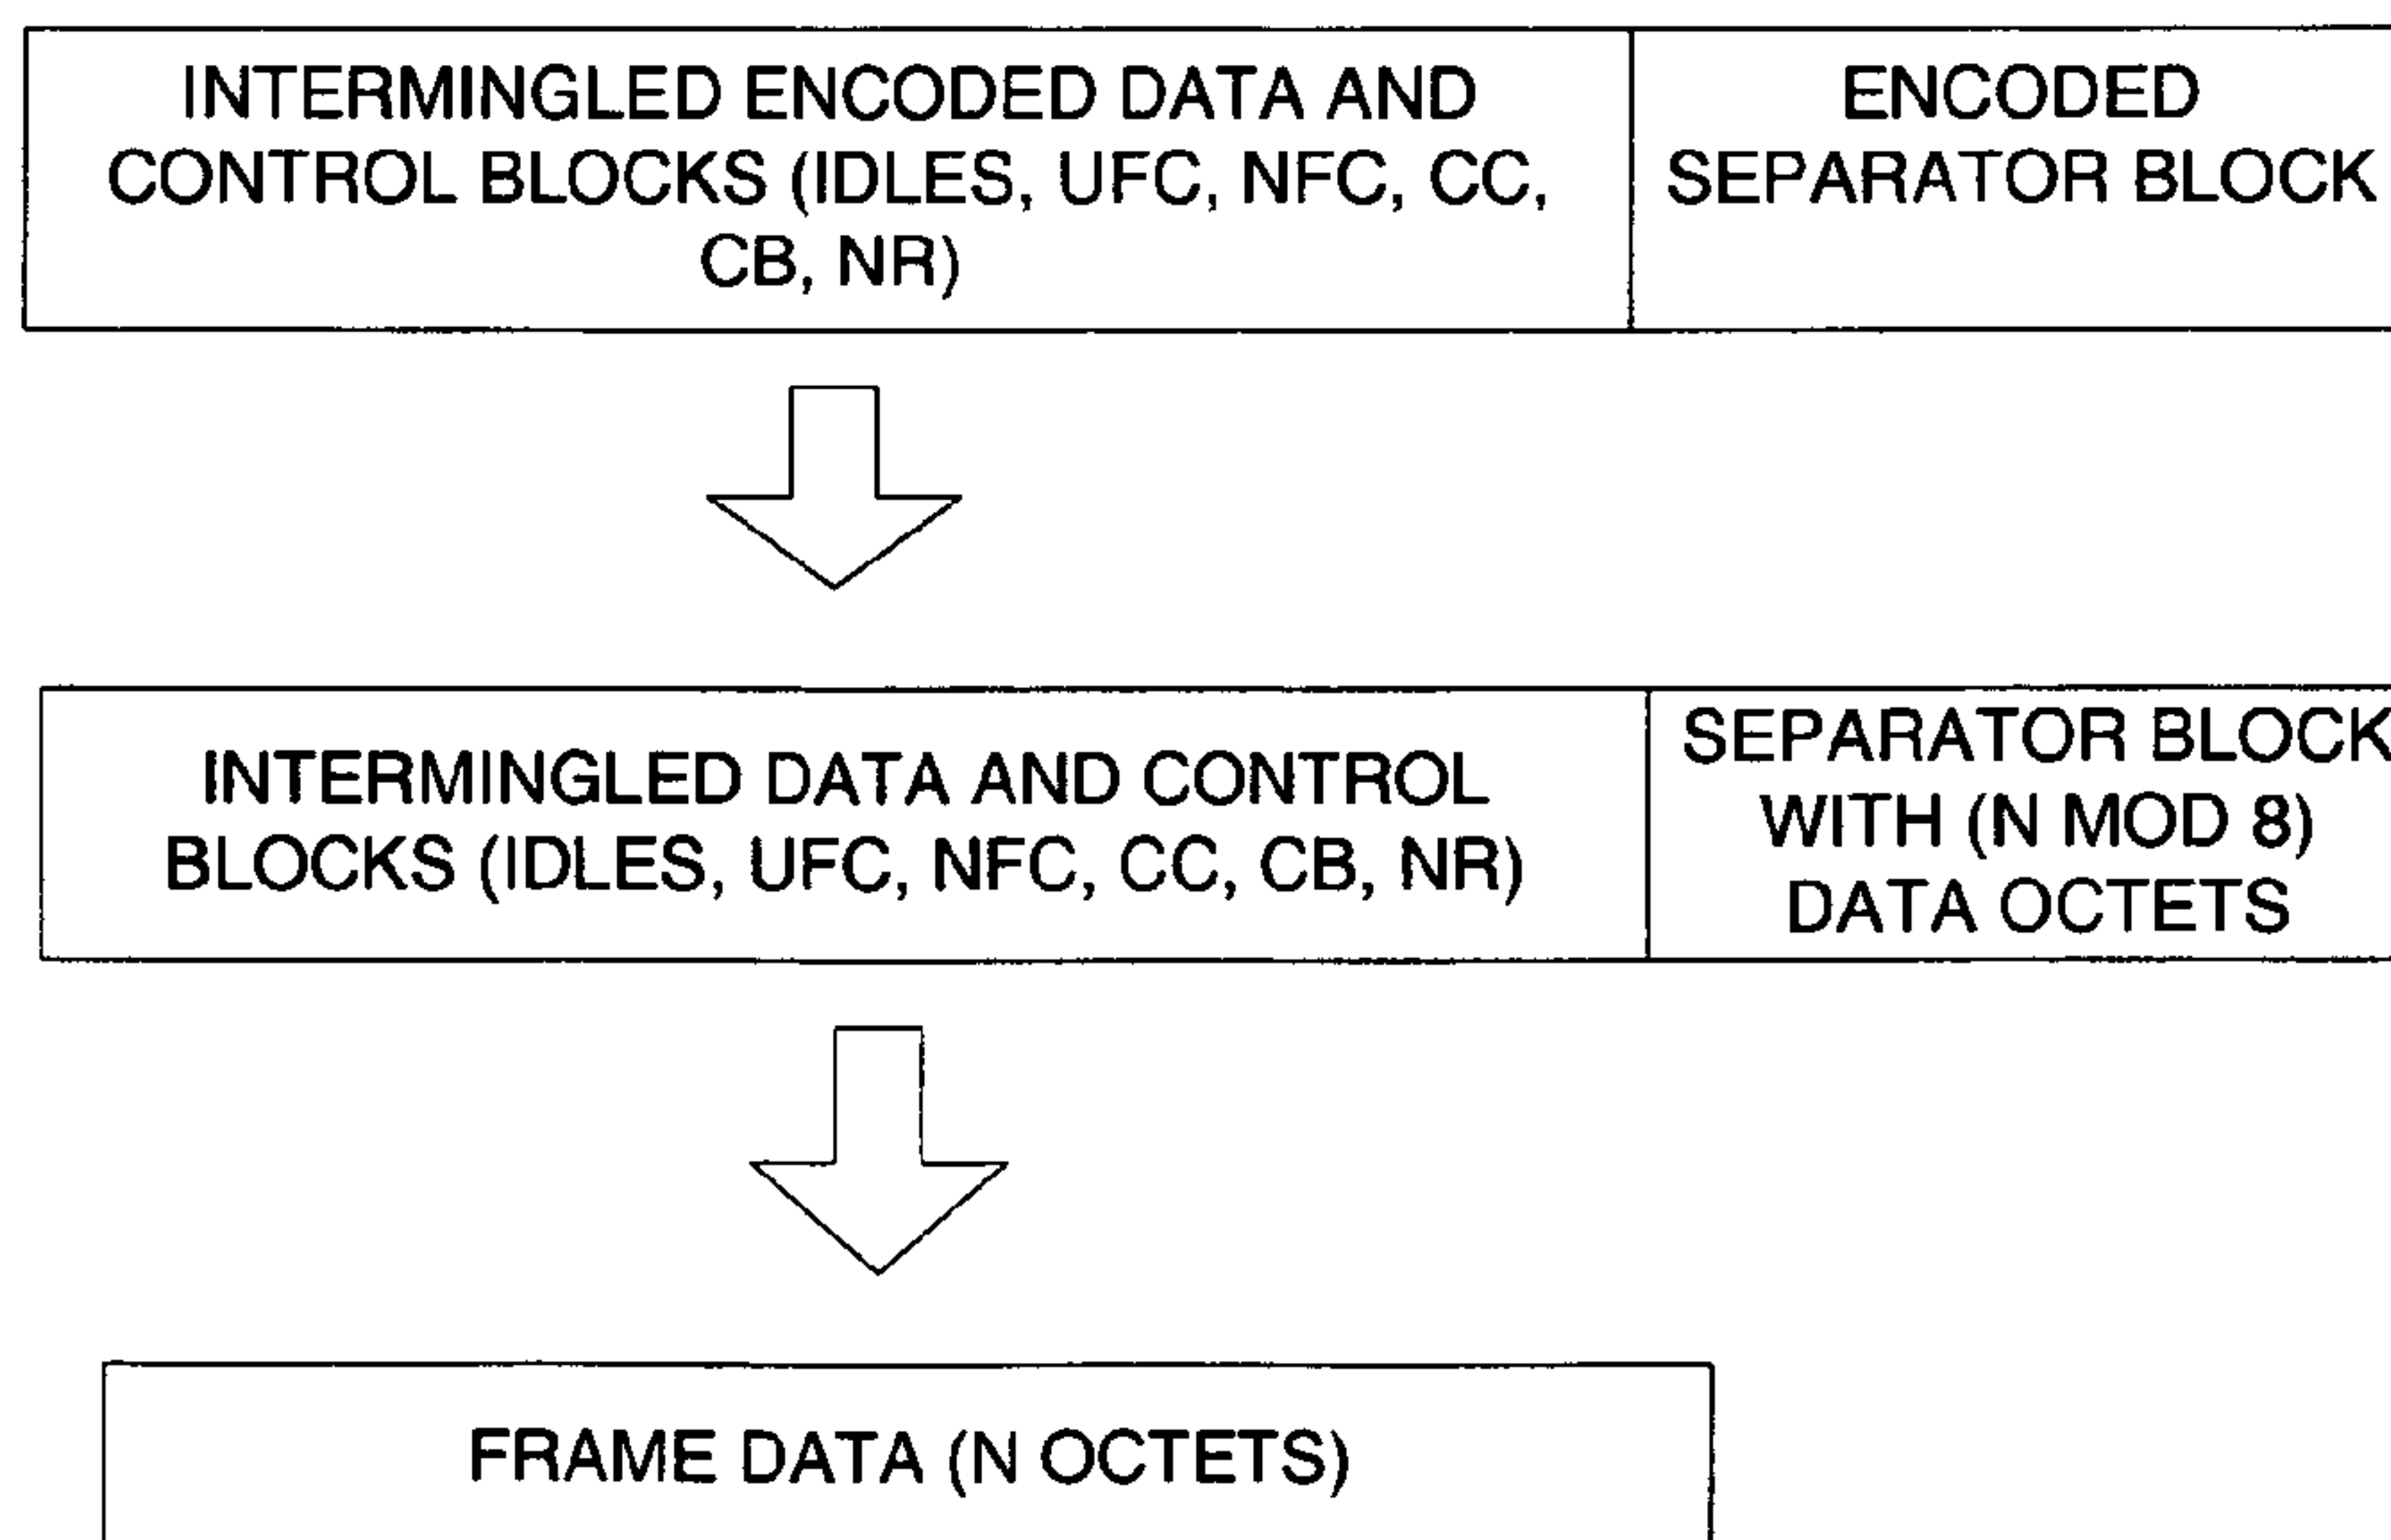 INTERMINGLED ENCODED DATA AND
CONTROL BLOCKS (IDLES, UFC, NFC, CC,
CB, NR)
ENCODED
SEPARATOR BLOCK
INTERMINGLED DATA AND CONTROL
BLOCKS (IDLES, UFC, NFC, CC, CB, NR)
SEPARATOR BLOCK
WITH (N MOD 8)
DATA OCTETS
FRAME DATA (N OCTETS)